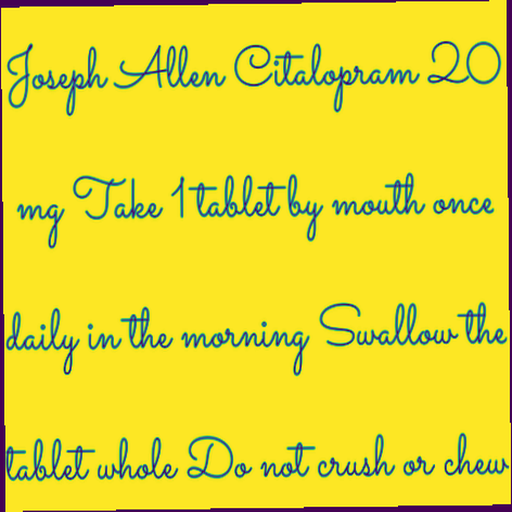 Joseph Allen Citalopram 20
mg Take 1 tablet by mouth once
daily in the morning Swallow the
tablet whole Do not crush or chew